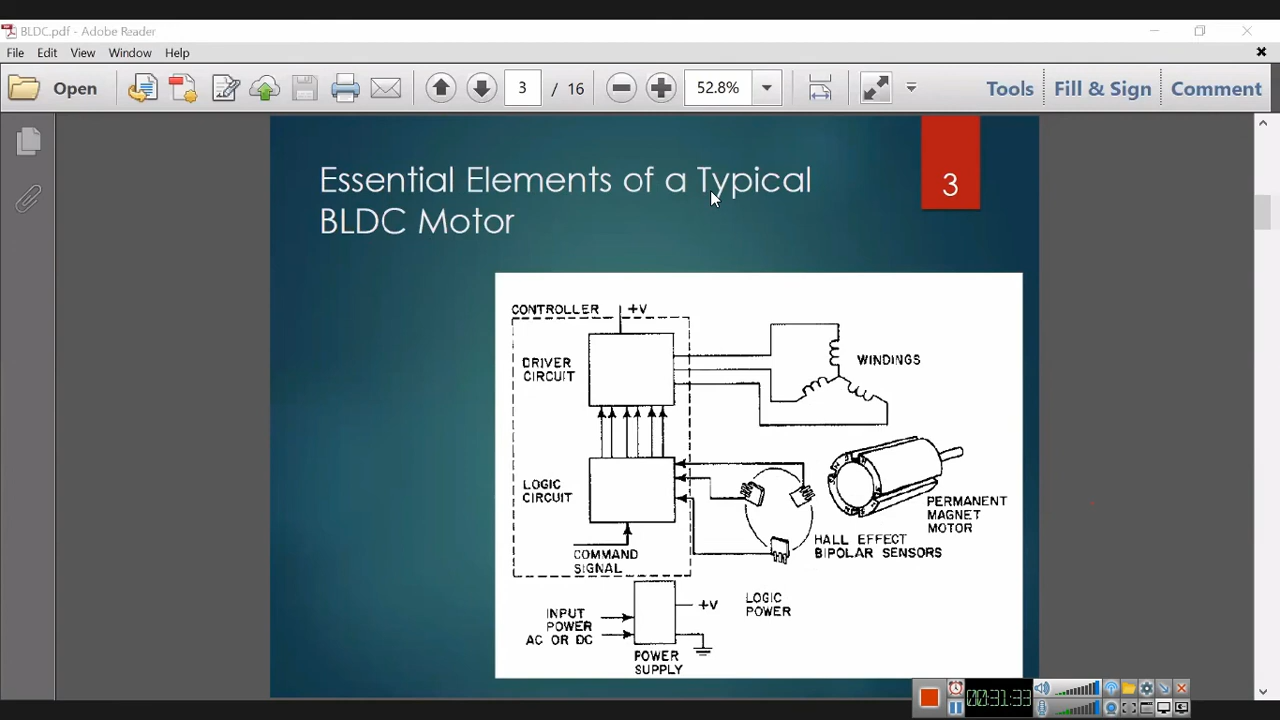 BLDC.pdf - Adobe Reader
File Edit View Window Help
Open 3 / 16 52.8% Tools Fill & Sign Comment
Essential Elements of a Typical
BLDC Motor
3
CONTROLLER +V
DRIVER
CIRCUIT
WINDINGS
LOGIC
CIRCUIT
COMMAND
SIGNAL
PERMANENT
MAGNET
MOTOR
HALL EFFECT
BIPOLAR SENSORS
INPUT
POWER
AC OR DC
+V
LOGIC
POWER
POWER
SUPPLY
00:31:33